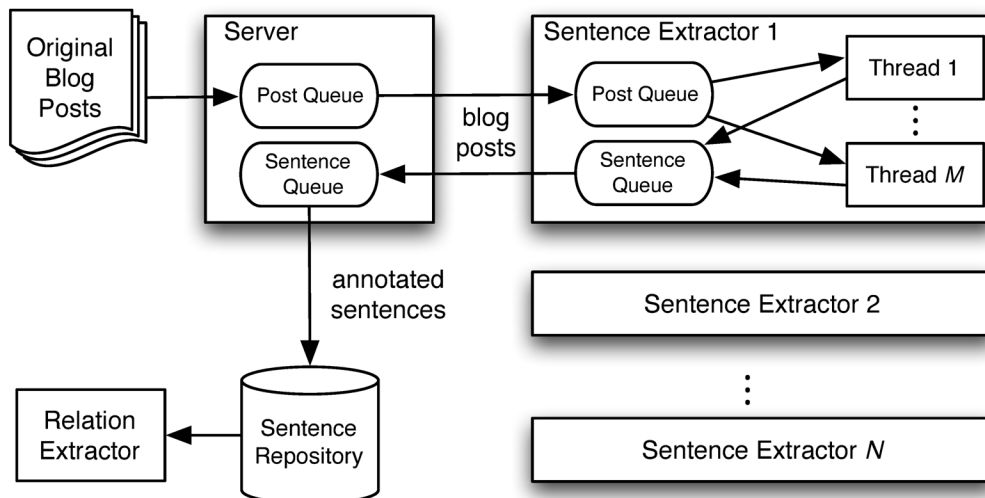 Original
Blog
Posts
Server
Post Queue
Sentence
Queue
blog
posts
Sentence Extractor 1
Post Queue
Sentence
Queue
Thread 1
Thread M
annotated
sentences
Sentence Extractor 2
Relation
Extractor
Sentence
Repository
Sentence Extractor N